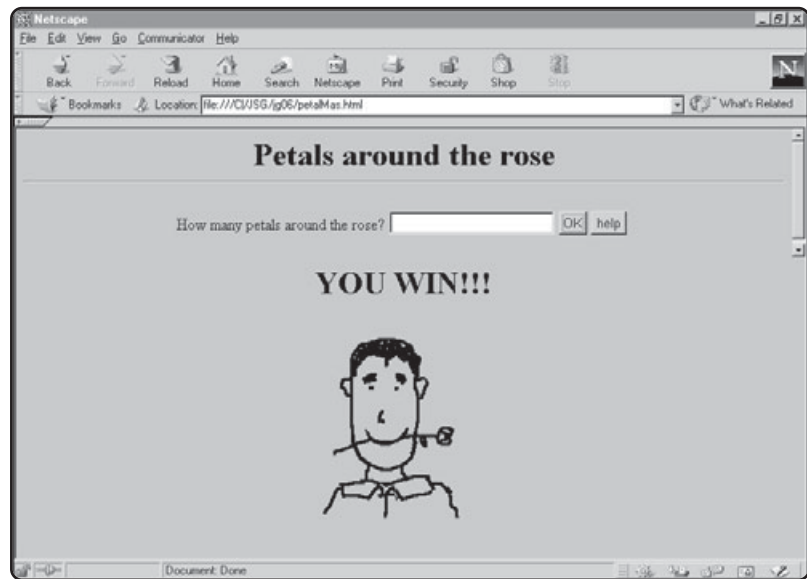 Netscape
File Edit View Go Communicator Help
Back Forward Reload Home Search Netscape Print Security Shop Stop
Bookmarks Location: file:///C|/JSG/jg06/petalMas.html What's Related
Petals around the rose
How many petals around the rose? OK help
YOU WIN!!!
Document: Done